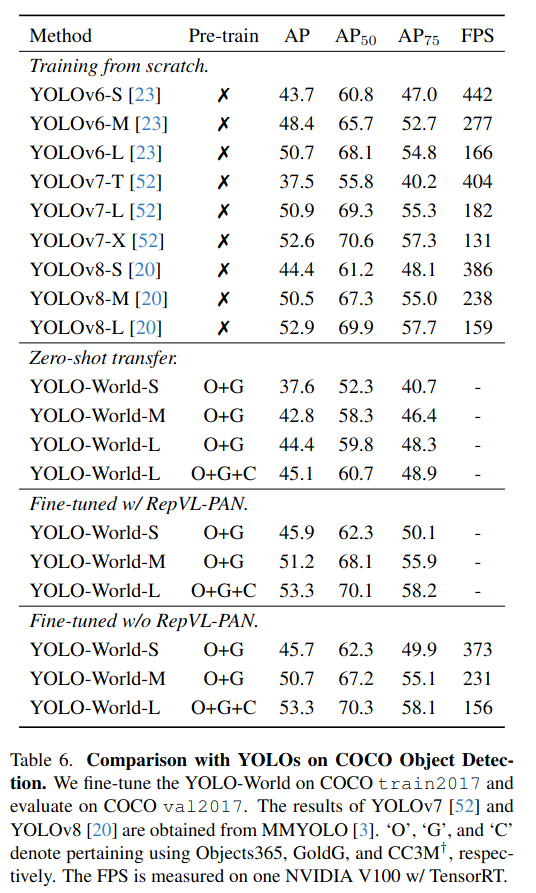 Method Pre-train AP AP50 AP75 FPS
Training from scratch.
YOLOv6-S [23] ✗ 43.7 60.8 47.0 442
YOLOv6-M [23] ✗ 48.4 65.7 52.7 277
YOLOv6-L [23] ✗ 50.7 68.1 54.8 166
YOLOv7-T [52] ✗ 37.5 55.8 40.2 404
YOLOv7-L [52] ✗ 50.9 69.3 55.3 182
YOLOv7-X [52] ✗ 52.6 70.6 57.3 131
YOLOv8-S [20] ✗ 44.4 61.2 48.1 386
YOLOv8-M [20] ✗ 50.5 67.3 55.0 238
YOLOv8-L [20] ✗ 52.9 69.9 57.7 159
Zero-shot transfer.
YOLO-World-S O+G 37.6 52.3 40.7 -
YOLO-World-M O+G 42.8 58.3 46.4 -
YOLO-World-L O+G 44.4 59.8 48.3 -
YOLO-World-L O+G+C 45.1 60.7 48.9 -
Fine-tuned w/ RepVL-PAN.
YOLO-World-S O+G 45.9 62.3 50.1 -
YOLO-World-M O+G 51.2 68.1 55.9 -
YOLO-World-L O+G+C 53.3 70.1 58.2 -
Fine-tuned w/o RepVL-PAN.
YOLO-World-S O+G 45.7 62.3 49.9 373
YOLO-World-M O+G 50.7 67.2 55.1 231
YOLO-World-L O+G+C 53.3 70.3 58.1 156
Table 6. Comparison with YOLOs on COCO Object Detec-
tion. We fine-tune the YOLO-World on COCO train2017 and
evaluate on COCO val2017. The results of YOLOv7 [52] and
YOLOv8 [20] are obtained from MMYOLO [3]. ‘O’, ‘G’, and ‘C’
denote pertaining using Objects365, GoldG, and CC3M†, respec-
tively. The FPS is measured on one NVIDIA V100 w/ TensorRT.